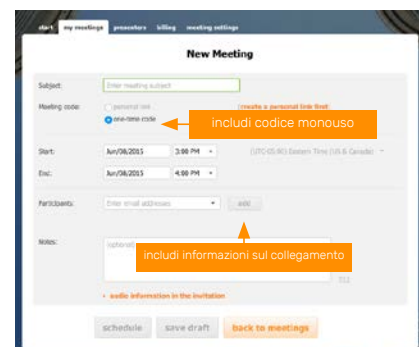 start my meetings presenters billing meeting settings
New Meeting
Subject: Enter meeting subject
Meeting code: personal link create a personal link first
one-time code
includi codice monouso
Start: Jun/08/2015 3:00 PM (UTC-05:00) Eastern Time (US & Canada)
End: Jun/08/2015 4:00 PM
Participants: Enter email addresses add
Notes: (optional)
includi informazioni sul collegamento
512
+ audio information in the invitation
schedule save draft back to meetings